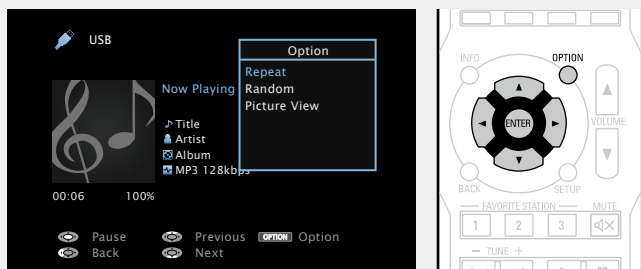 USB
Option
Repeat
Random
Picture View
Now Playing
Title
Artist
Album
MP3 128kbps
00:06 100%
Pause Previous OPTION Option
Back Next
INFO OPTION
ENTER
VOLUME
BACK SETUP
FAVORITE STATION MUTE
1 2 3
− TUNE +